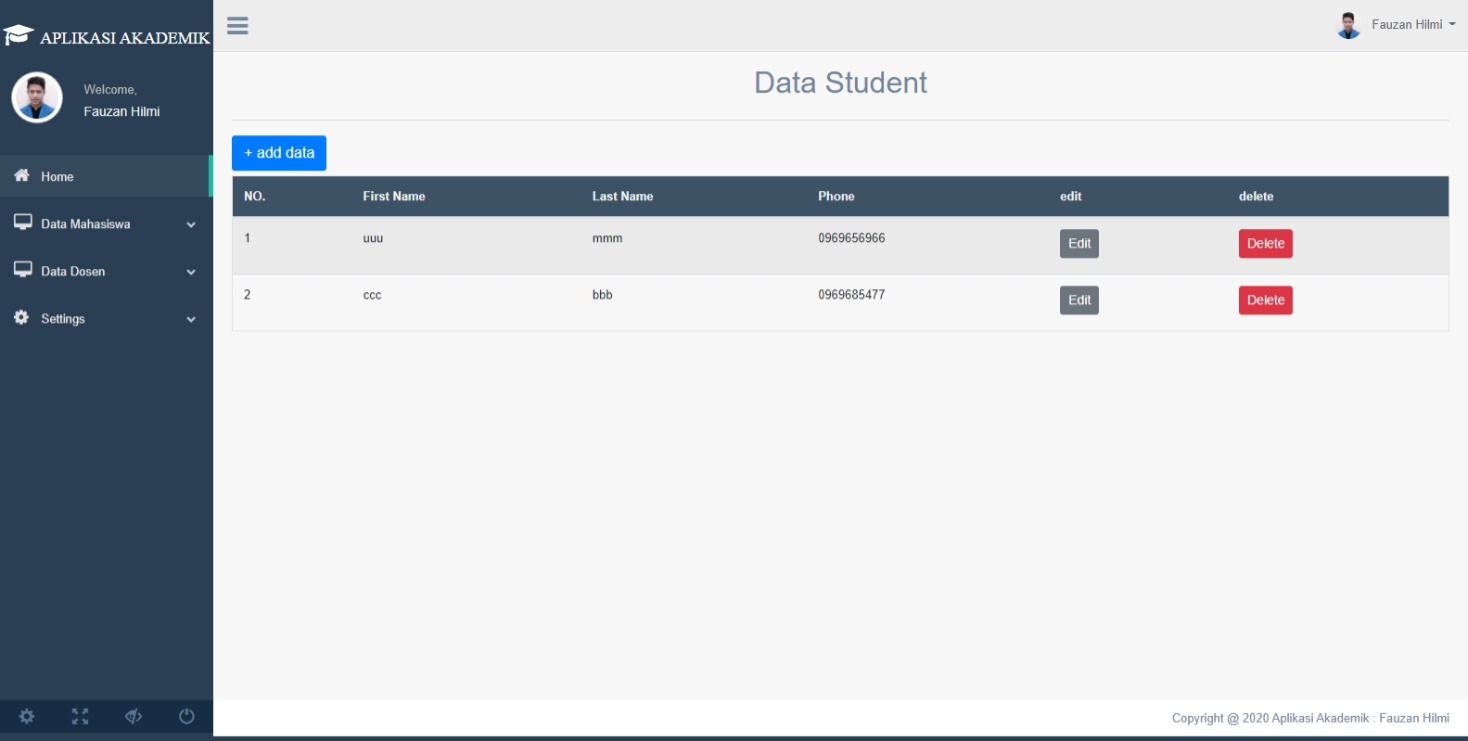 APLIKASI AKADEMIK
Welcome,
Fauzan Hilmi
Home
Data Mahasiswa
Data Dosen
Settings
Fauzan Hilmi
Data Student
+ add data
NO. First Name Last Name Phone edit delete
1 uuu mmm 0969656966 Edit Delete
2 ccc bbb 0969685477 Edit Delete
Copyright @ 2020 Aplikasi Akademik : Fauzan Hilmi